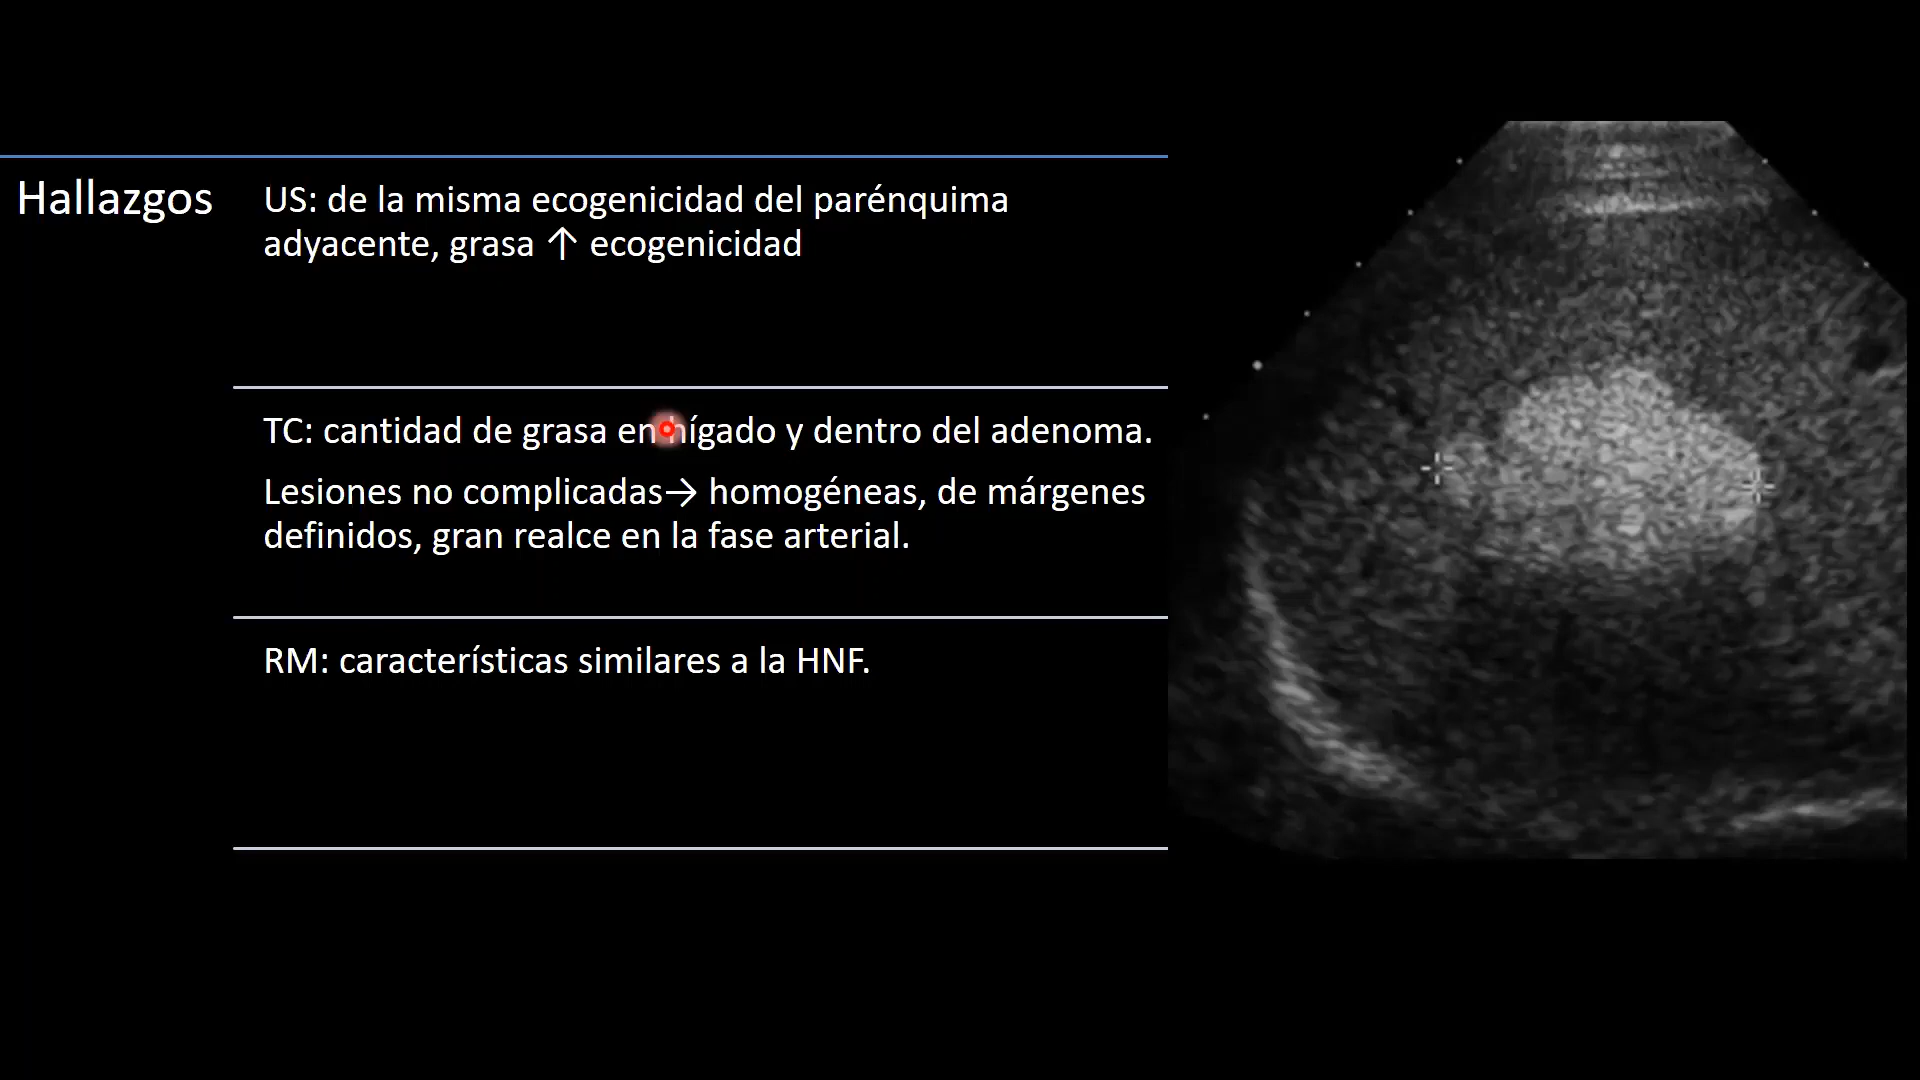 Hallazgos
US: de la misma ecogenicidad del parénquima
adyacente, grasa ↑ ecogenicidad
TC: cantidad de grasa en hígado y dentro del adenoma.
Lesiones no complicadas→ homogéneas, de márgenes
definidos, gran realce en la fase arterial.
RM: características similares a la HNF.